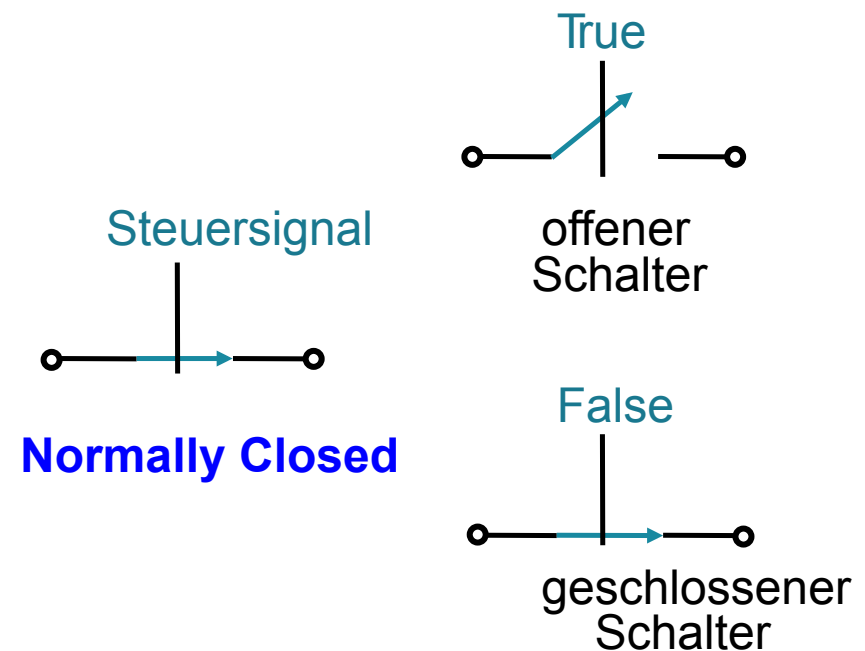 True
offener
Schalter
Steuersignal
Normally Closed
False
geschlossener
Schalter